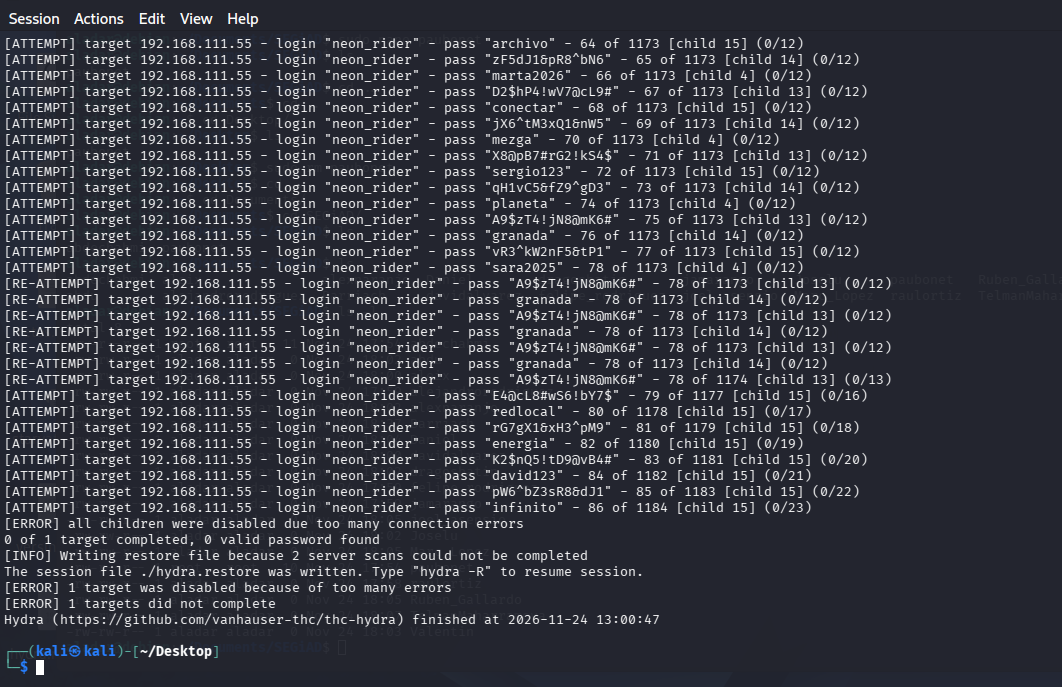 Session Actions Edit View Help
[ATTEMPT] target 192.168.111.55 - login "neon_rider" - pass "archivo" - 64 of 1173 [child 15] (0/12)
[ATTEMPT] target 192.168.111.55 - login "neon_rider" - pass "zF5dJ1&pR8^bN6" - 65 of 1173 [child 14] (0/12)
[ATTEMPT] target 192.168.111.55 - login "neon_rider" - pass "marta2026" - 66 of 1173 [child 4] (0/12)
[ATTEMPT] target 192.168.111.55 - login "neon_rider" - pass "D2$hP4!wV7@cL9#" - 67 of 1173 [child 13] (0/12)
[ATTEMPT] target 192.168.111.55 - login "neon_rider" - pass "conectar" - 68 of 1173 [child 15] (0/12)
[ATTEMPT] target 192.168.111.55 - login "neon_rider" - pass "jX6^tM3xQ1&nW5" - 69 of 1173 [child 14] (0/12)
[ATTEMPT] target 192.168.111.55 - login "neon_rider" - pass "mezga" - 70 of 1173 [child 4] (0/12)
[ATTEMPT] target 192.168.111.55 - login "neon_rider" - pass "X8@pB7#rG2!kS4$" - 71 of 1173 [child 13] (0/12)
[ATTEMPT] target 192.168.111.55 - login "neon_rider" - pass "sergio123" - 72 of 1173 [child 15] (0/12)
[ATTEMPT] target 192.168.111.55 - login "neon_rider" - pass "qH1vC5&fZ9^gD3" - 73 of 1173 [child 14] (0/12)
[ATTEMPT] target 192.168.111.55 - login "neon_rider" - pass "planeta" - 74 of 1173 [child 4] (0/12)
[ATTEMPT] target 192.168.111.55 - login "neon_rider" - pass "A9$zT4!jN8@mK6#" - 75 of 1173 [child 13] (0/12)
[ATTEMPT] target 192.168.111.55 - login "neon_rider" - pass "granada" - 76 of 1173 [child 14] (0/12)
[ATTEMPT] target 192.168.111.55 - login "neon_rider" - pass "vR3^kW2nF5&tP1" - 77 of 1173 [child 15] (0/12)
[ATTEMPT] target 192.168.111.55 - login "neon_rider" - pass "sara2025" - 78 of 1173 [child 4] (0/12)
[RE-ATTEMPT] target 192.168.111.55 - login "neon_rider" - pass "A9$zT4!jN8@mK6#" - 78 of 1173 [child 13] (0/12)
[RE-ATTEMPT] target 192.168.111.55 - login "neon_rider" - pass "granada" - 78 of 1173 [child 14] (0/12)
[RE-ATTEMPT] target 192.168.111.55 - login "neon_rider" - pass "A9$zT4!jN8@mK6#" - 78 of 1173 [child 13] (0/12)
[RE-ATTEMPT] target 192.168.111.55 - login "neon_rider" - pass "granada" - 78 of 1173 [child 14] (0/12)
[RE-ATTEMPT] target 192.168.111.55 - login "neon_rider" - pass "A9$zT4!jN8@mK6#" - 78 of 1173 [child 13] (0/12)
[RE-ATTEMPT] target 192.168.111.55 - login "neon_rider" - pass "granada" - 78 of 1173 [child 14] (0/12)
[RE-ATTEMPT] target 192.168.111.55 - login "neon_rider" - pass "A9$zT4!jN8@mK6#" - 78 of 1174 [child 13] (0/13)
[ATTEMPT] target 192.168.111.55 - login "neon_rider" - pass "E4@cL8#wS6!bY7$" - 79 of 1177 [child 15] (0/16)
[ATTEMPT] target 192.168.111.55 - login "neon_rider" - pass "redlocal" - 80 of 1178 [child 15] (0/17)
[ATTEMPT] target 192.168.111.55 - login "neon_rider" - pass "rG7gX1&xH3^pM9" - 81 of 1179 [child 15] (0/18)
[ATTEMPT] target 192.168.111.55 - login "neon_rider" - pass "energia" - 82 of 1180 [child 15] (0/19)
[ATTEMPT] target 192.168.111.55 - login "neon_rider" - pass "K2$nQ5!tD9@vB4#" - 83 of 1181 [child 15] (0/20)
[ATTEMPT] target 192.168.111.55 - login "neon_rider" - pass "david123" - 84 of 1182 [child 15] (0/21)
[ATTEMPT] target 192.168.111.55 - login "neon_rider" - pass "pW6^bZ3sR8&dJ1" - 85 of 1183 [child 15] (0/22)
[ATTEMPT] target 192.168.111.55 - login "neon_rider" - pass "infinito" - 86 of 1184 [child 15] (0/23)
[ERROR] all children were disabled due too many connection errors
0 of 1 target completed, 0 valid password found
[INFO] Writing restore file because 2 server scans could not be completed
The session file ./hydra.restore was written. Type "hydra -R" to resume session.
[ERROR] 1 target was disabled because of too many errors
[ERROR] 1 targets did not complete
Hydra (https://github.com/vanhauser-thc/thc-hydra) finished at 2026-11-24 13:00:47
┌──(kali㉿kali)-[~/Desktop]
└─$